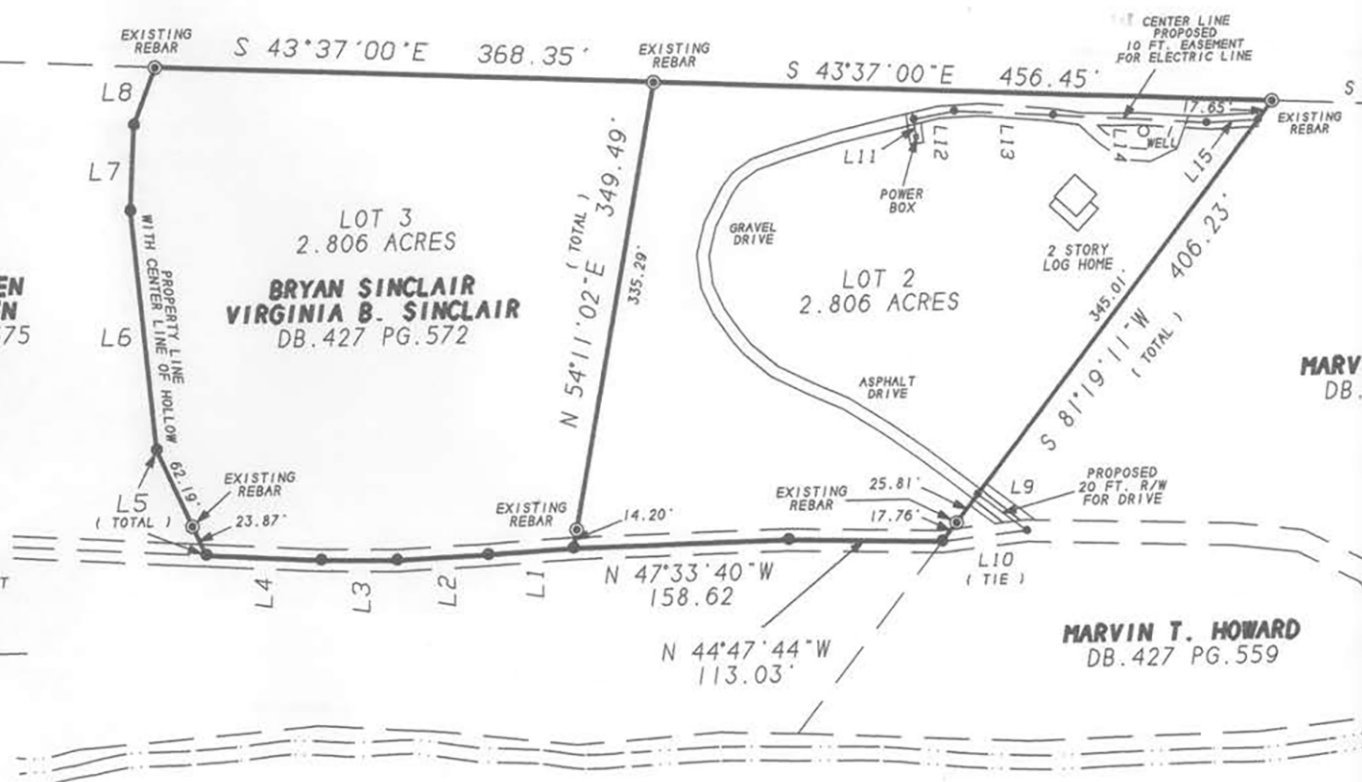 EXISTING
REBAR
S 43°37'00"E 368.35'
EXISTING
REBAR
S 43°37'00"E 456.45'
CENTER LINE
PROPOSED
10 FT. EASEMENT
FOR ELECTRIC LINE
S
17.65'
EXISTING
REBAR
L8
L7
L6
L11
L12
L13
L14
WELL
L15
POWER
BOX
GRAVEL
DRIVE
2 STORY
LOG HOME
LOT 3
2.806 ACRES
BRYAN SINCLAIR
VIRGINIA B. SINCLAIR
DB.427 PG.572
EN
N
75
PROPERTY LINE
WITH CENTER LINE OF HOLLOW
N 54°11'02"E 349.49'
( TOTAL )
335.29'
LOT 2
2.806 ACRES
345.01'
S 81°19'11"W 406.23'
( TOTAL )
MARV
DB.
ASPHALT
DRIVE
62.19'
EXISTING
REBAR
L5
( TOTAL )
23.87'
EXISTING
REBAR
14.20'
EXISTING
REBAR
25.81'
17.76'
L9
PROPOSED
20 FT. R/W
FOR DRIVE
L10
( TIE )
L4
L3
L2
L1
N 47°33'40"W
158.62
T
N 44°47'44"W
113.03'
MARVIN T. HOWARD
DB.427 PG.559